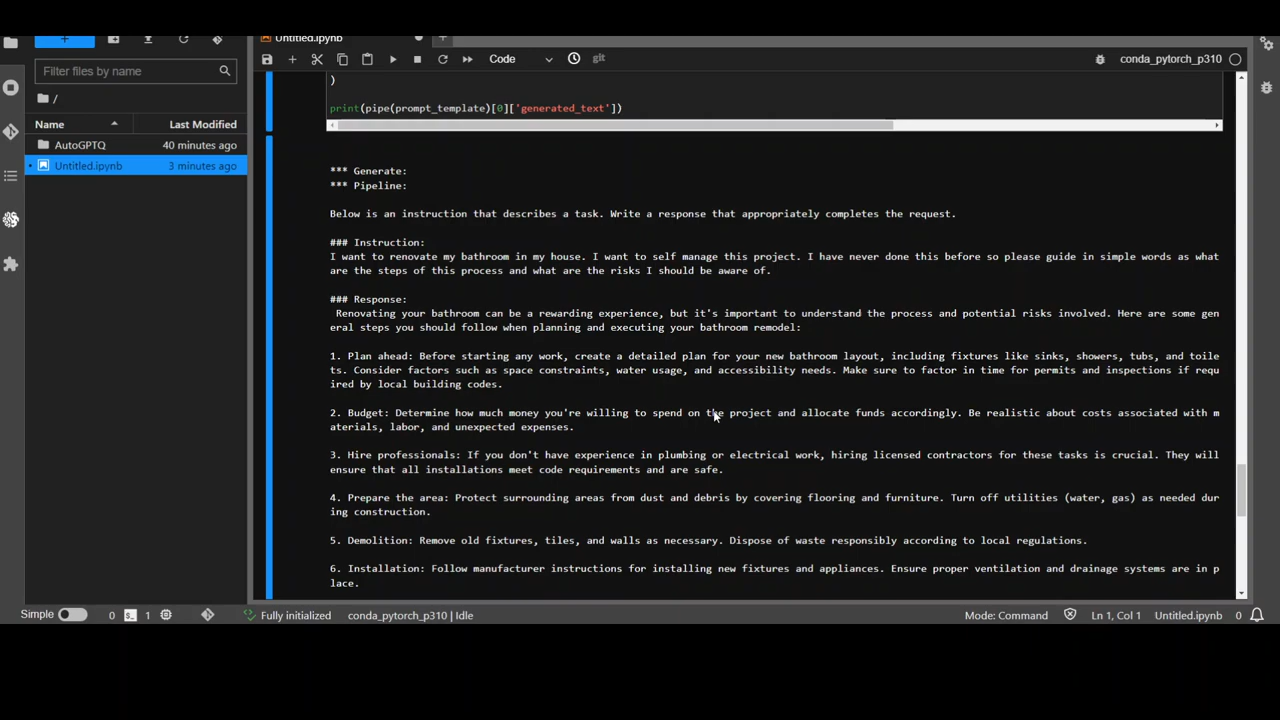 Untitled.ipynb
Code
git
conda_pytorch_p310
Filter files by name
/
Name
Last Modified
AutoGPTQ
40 minutes ago
Untitled.ipynb
3 minutes ago
)
print(pipe(prompt_template)[0]['generated_text'])
*** Generate:
*** Pipeline:
Below is an instruction that describes a task. Write a response that appropriately completes the request.
### Instruction:
I want to renovate my bathroom in my house. I want to self manage this project. I have never done this before so please guide in simple words as what
are the steps of this process and what are the risks I should be aware of.
### Response:
Renovating your bathroom can be a rewarding experience, but it's important to understand the process and potential risks involved. Here are some gen
eral steps you should follow when planning and executing your bathroom remodel:
1. Plan ahead: Before starting any work, create a detailed plan for your new bathroom layout, including fixtures like sinks, showers, tubs, and toile
ts. Consider factors such as space constraints, water usage, and accessibility needs. Make sure to factor in time for permits and inspections if requ
ired by local building codes.
2. Budget: Determine how much money you're willing to spend on the project and allocate funds accordingly. Be realistic about costs associated with m
aterials, labor, and unexpected expenses.
3. Hire professionals: If you don't have experience in plumbing or electrical work, hiring licensed contractors for these tasks is crucial. They will
ensure that all installations meet code requirements and are safe.
4. Prepare the area: Protect surrounding areas from dust and debris by covering flooring and furniture. Turn off utilities (water, gas) as needed dur
ing construction.
5. Demolition: Remove old fixtures, tiles, and walls as necessary. Dispose of waste responsibly according to local regulations.
6. Installation: Follow manufacturer instructions for installing new fixtures and appliances. Ensure proper ventilation and drainage systems are in p
lace.
Simple
0
1
Fully initialized
conda_pytorch_p310 | Idle
Mode: Command
Ln 1, Col 1
Untitled.ipynb
0